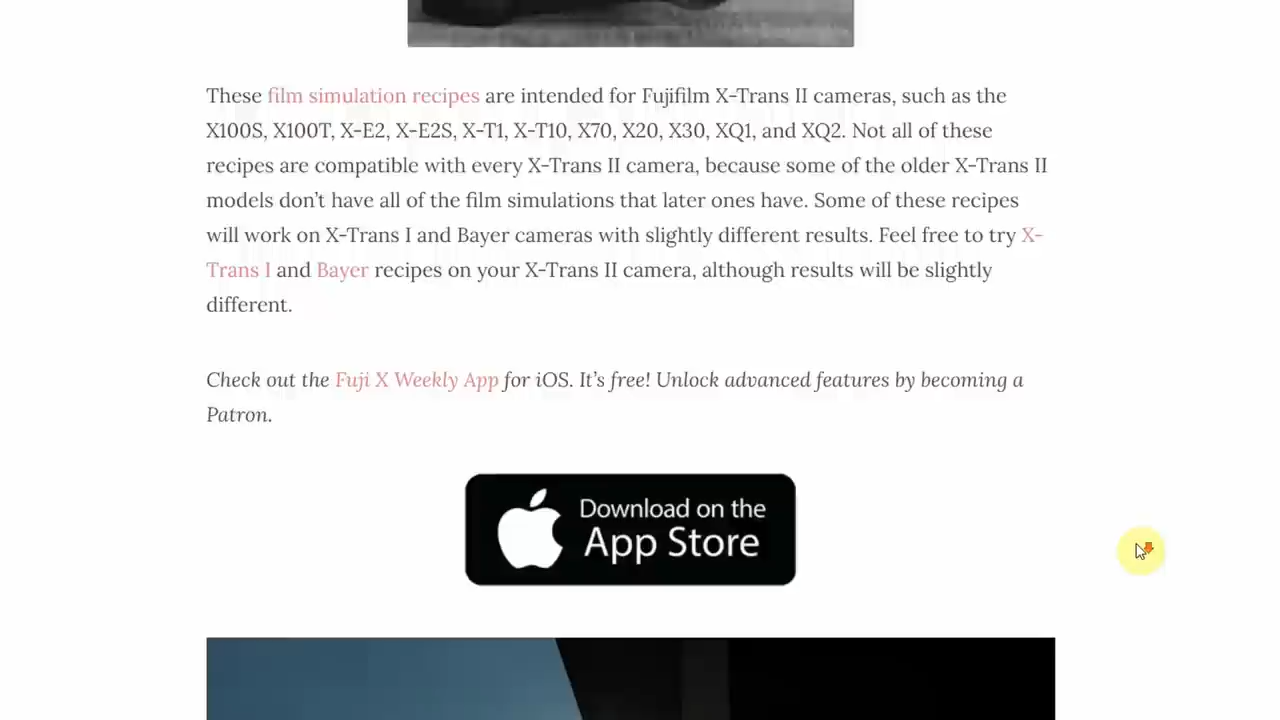 These film simulation recipes are intended for Fujifilm X-Trans II cameras, such as the
X100S, X100T, X-E2, X-E2S, X-T1, X-T10, X70, X20, X30, XQ1, and XQ2. Not all of these
recipes are compatible with every X-Trans II camera, because some of the older X-Trans II
models don’t have all of the film simulations that later ones have. Some of these recipes
will work on X-Trans I and Bayer cameras with slightly different results. Feel free to try X-
Trans I and Bayer recipes on your X-Trans II camera, although results will be slightly
different.
Check out the Fuji X Weekly App for iOS. It’s free! Unlock advanced features by becoming a
Patron.
Download on the
App Store